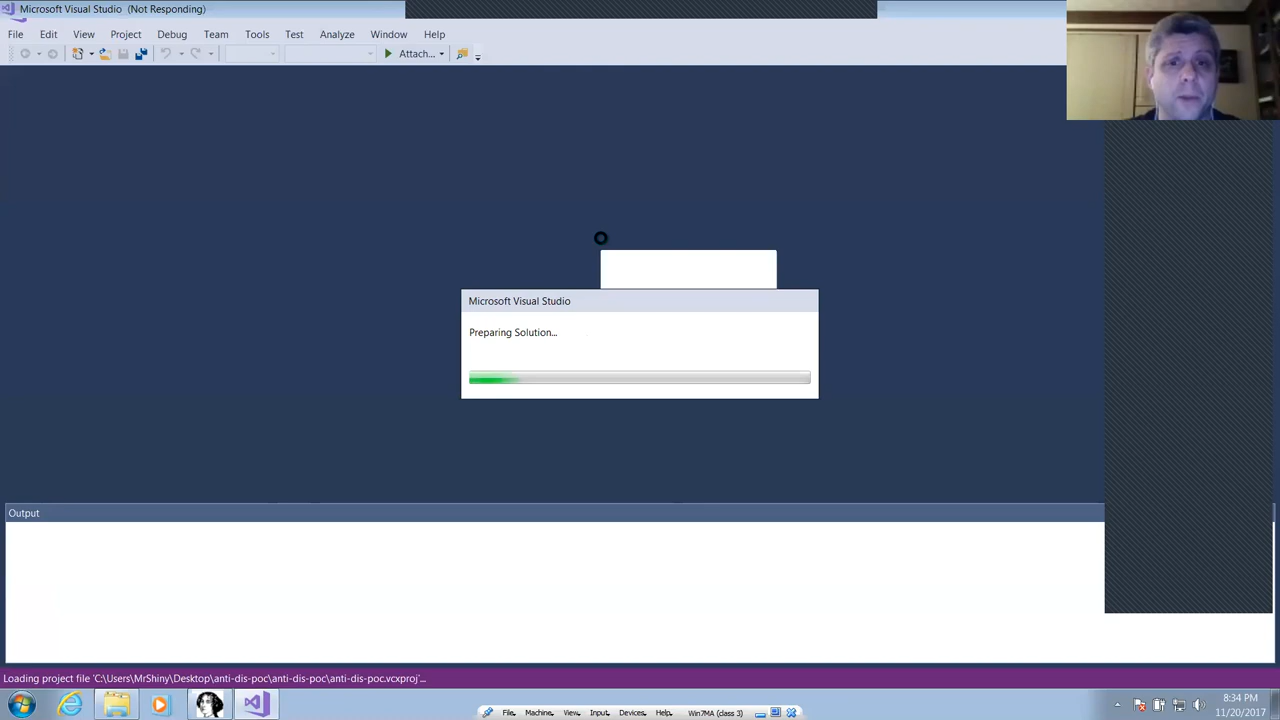 Microsoft Visual Studio (Not Responding)
File Edit View Project Debug Team Tools Test Analyze Window Help
Attach...
Microsoft Visual Studio
Preparing Solution...
Output
Loading project file 'C:\Users\MrShiny\Desktop\anti-dis-poc\anti-dis-poc\anti-dis-poc.vcxproj'...
8:34 PM
File Machine View Input Devices Help Win7MA (class 3)
11/20/2017